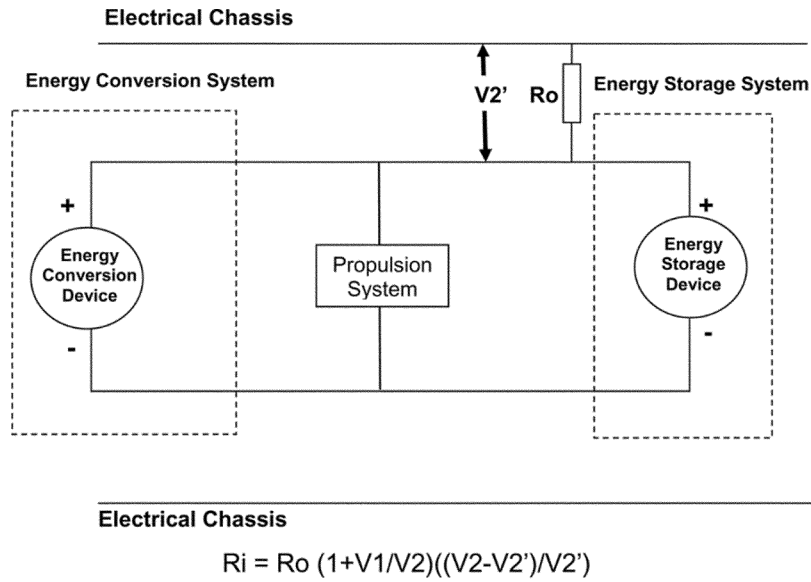 Electrical Chassis
Energy Conversion System
V2’
Ro
Energy Storage System
+
Energy
Conversion
Device
-
Propulsion
System
+
Energy
Storage
Device
-
Electrical Chassis
Ri = Ro (1+V1/V2)((V2-V2’)/V2’)